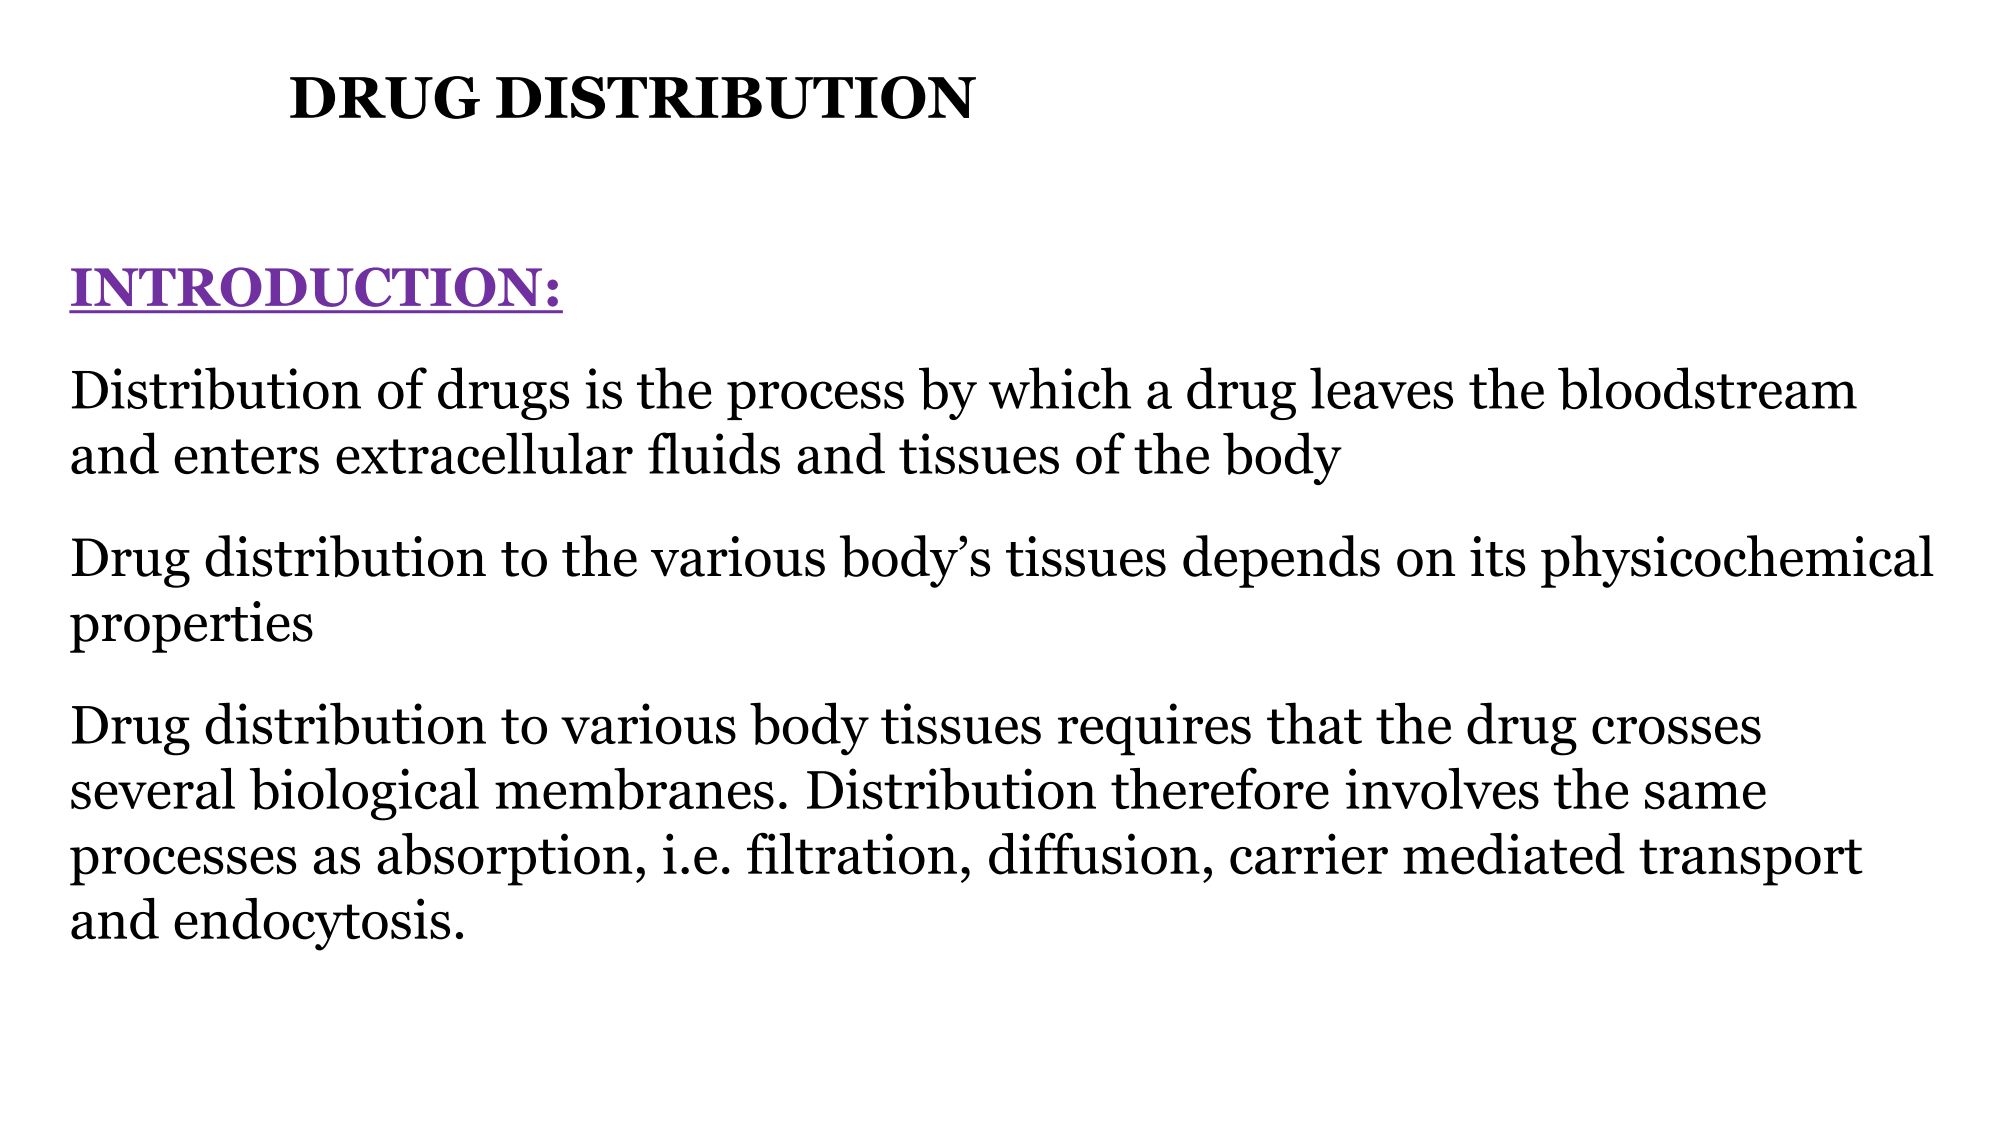 DRUG DISTRIBUTION
INTRODUCTION:
Distribution of drugs is the process by which a drug leaves the bloodstream
and enters extracellular fluids and tissues of the body
Drug distribution to the various body’s tissues depends on its physicochemical
properties
Drug distribution to various body tissues requires that the drug crosses
several biological membranes. Distribution therefore involves the same
processes as absorption, i.e. filtration, diffusion, carrier mediated transport
and endocytosis.